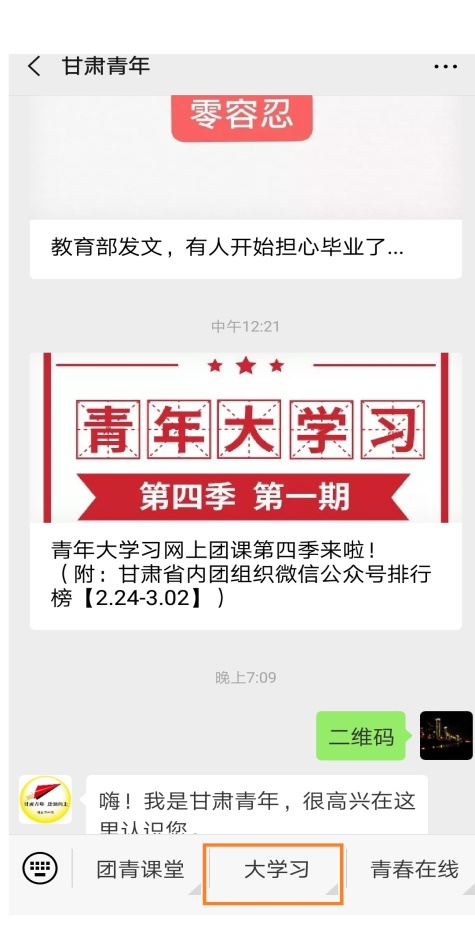 甘肃青年
零容忍
教育部发文，有人开始担心毕业了...
中午12:21
青年大学习
第四季 第一期
青年大学习网上团课第四季来啦！
（附：甘肃省内团组织微信公众号排行
榜【2.24-3.02】）
晚上7:09
二维码
嗨！我是甘肃青年，很高兴在这
里认识您，
团青课堂
大学习
青春在线